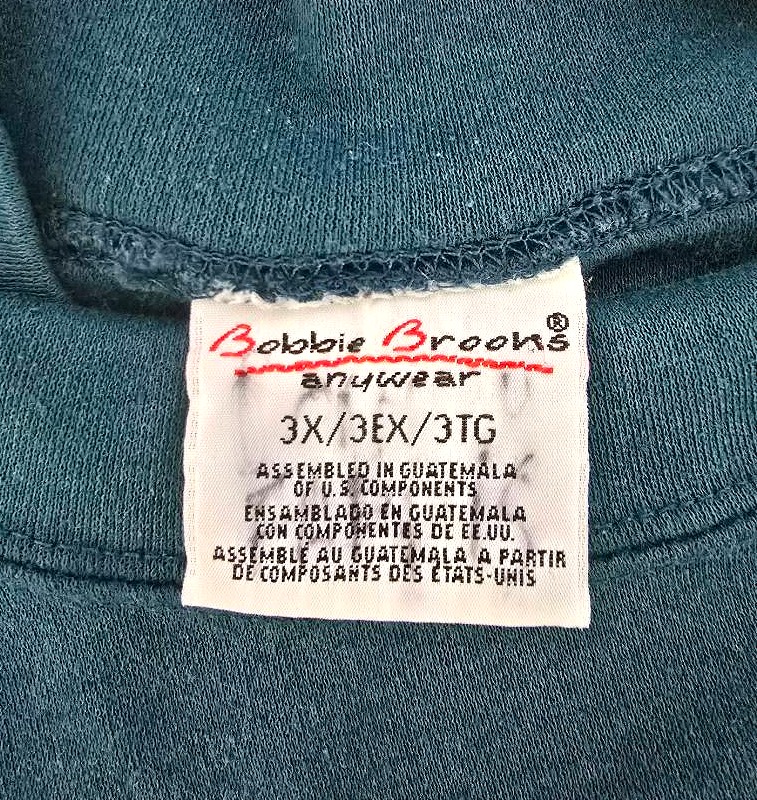 Bobbie Brooks®
anywear
3X/3EX/3TG
ASSEMBLED IN GUATEMALA
OF U.S. COMPONENTS
ENSAMBLADO EN GUATEMALA
CON COMPONENTES DE EE.UU.
ASSEMBLÉ AU GUATEMALA A PARTIR
DE COMPOSANTS DES ÉTATS-UNIS